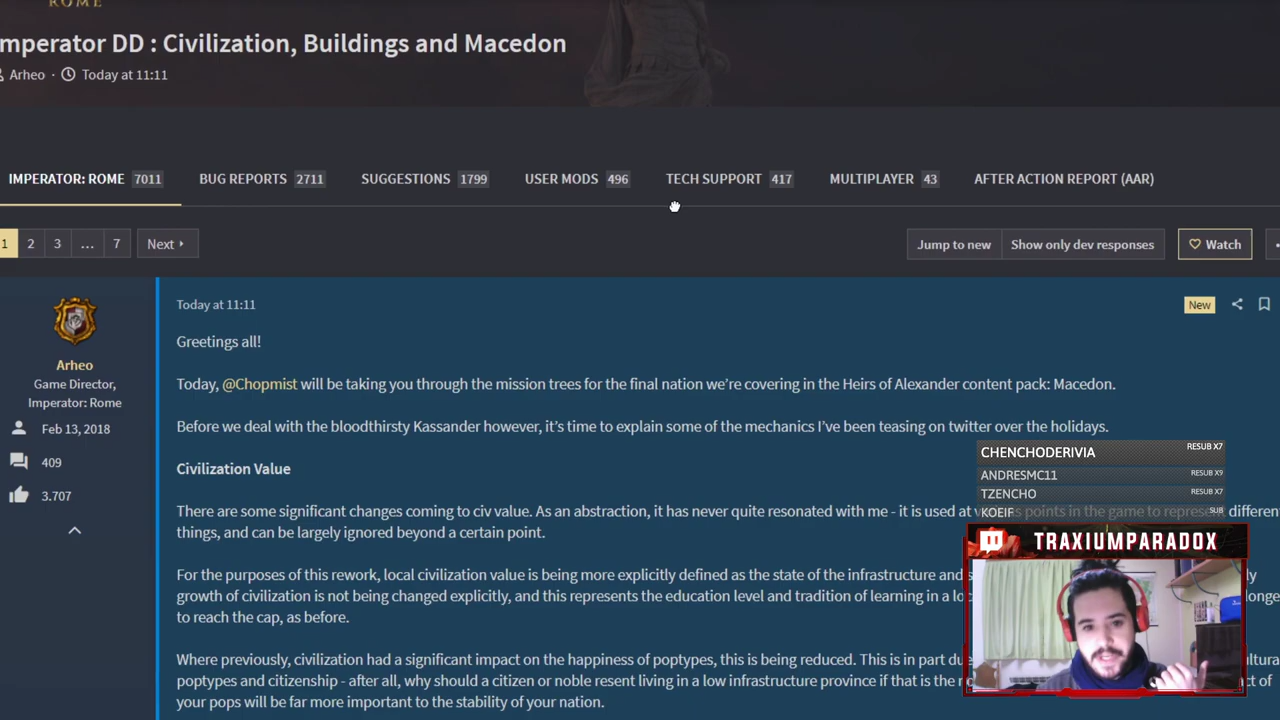 ROME
mperator DD : Civilization, Buildings and Macedon
Arheo · Today at 11:11
IMPERATOR: ROME 7011 BUG REPORTS 2711 SUGGESTIONS 1799 USER MODS 496 TECH SUPPORT 417 MULTIPLAYER 43 AFTER ACTION REPORT (AAR)
1 2 3 ... 7 Next Jump to new Show only dev responses Watch
Today at 11:11 New
Arheo
Game Director,
Imperator: Rome
Feb 13, 2018
409
3.707
Greetings all!
Today, @Chopmist will be taking you through the mission trees for the final nation we're covering in the Heirs of Alexander content pack: Macedon.
Before we deal with the bloodthirsty Kassander however, it's time to explain some of the mechanics I've been teasing on twitter over the holidays.
Civilization Value
There are some significant changes coming to civ value. As an abstraction, it has never quite resonated with me - it is used at points in the game to represent different
things, and can be largely ignored beyond a certain point.
For the purposes of this rework, local civilization value is being more explicitly defined as the state of the infrastructure and
growth of civilization is not being changed explicitly, and this represents the education level and tradition of learning in a
to reach the cap, as before.
Where previously, civilization had a significant impact on the happiness of poptypes, this is being reduced. This is in part
poptypes and citizenship - after all, why should a citizen or noble resent living in a low infrastructure province if that is the
your pops will be far more important to the stability of your nation.
CHENCHODERIVIA RESUB X7
ANDRESMC11 RESUB X9
TZENCHO RESUB X7
KOEIF SUB
TRAXIUMPARADOX